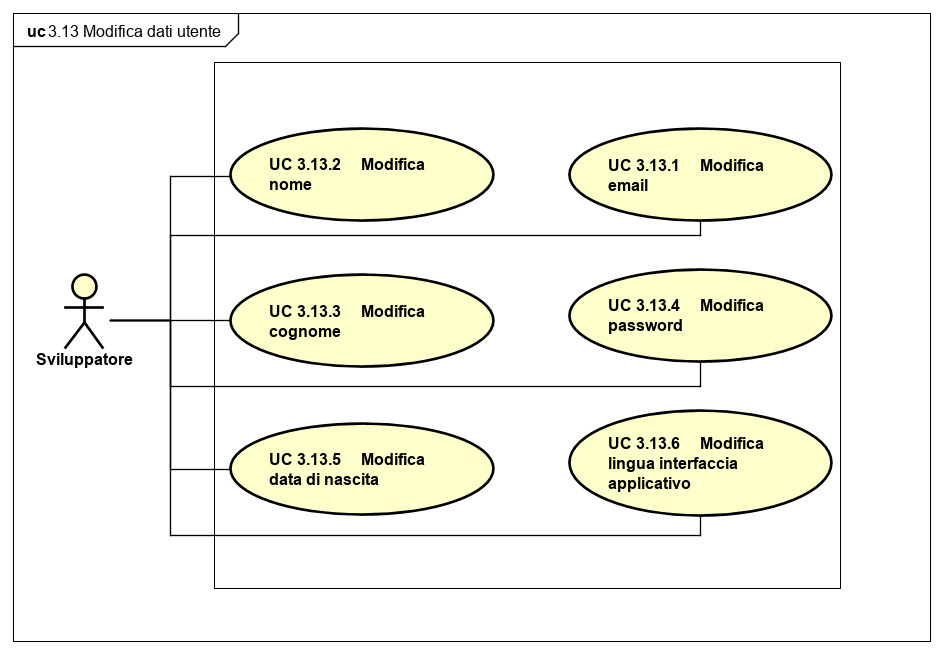 uc 3.13 Modifica dati utente
UC 3.13.2 Modifica
nome
UC 3.13.1 Modifica
email
UC 3.13.3 Modifica
cognome
UC 3.13.4 Modifica
password
Sviluppatore
UC 3.13.5 Modifica
data di nascita
UC 3.13.6 Modifica
lingua interfaccia
applicativo